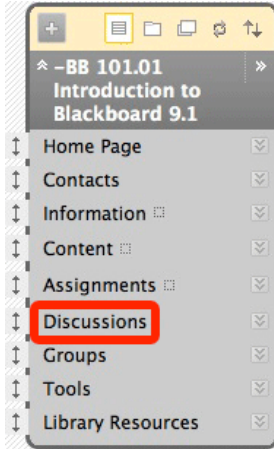 –BB 101.01
Introduction to
Blackboard 9.1
Home Page
Contacts
Information
Content
Assignments
Discussions
Groups
Tools
Library Resources